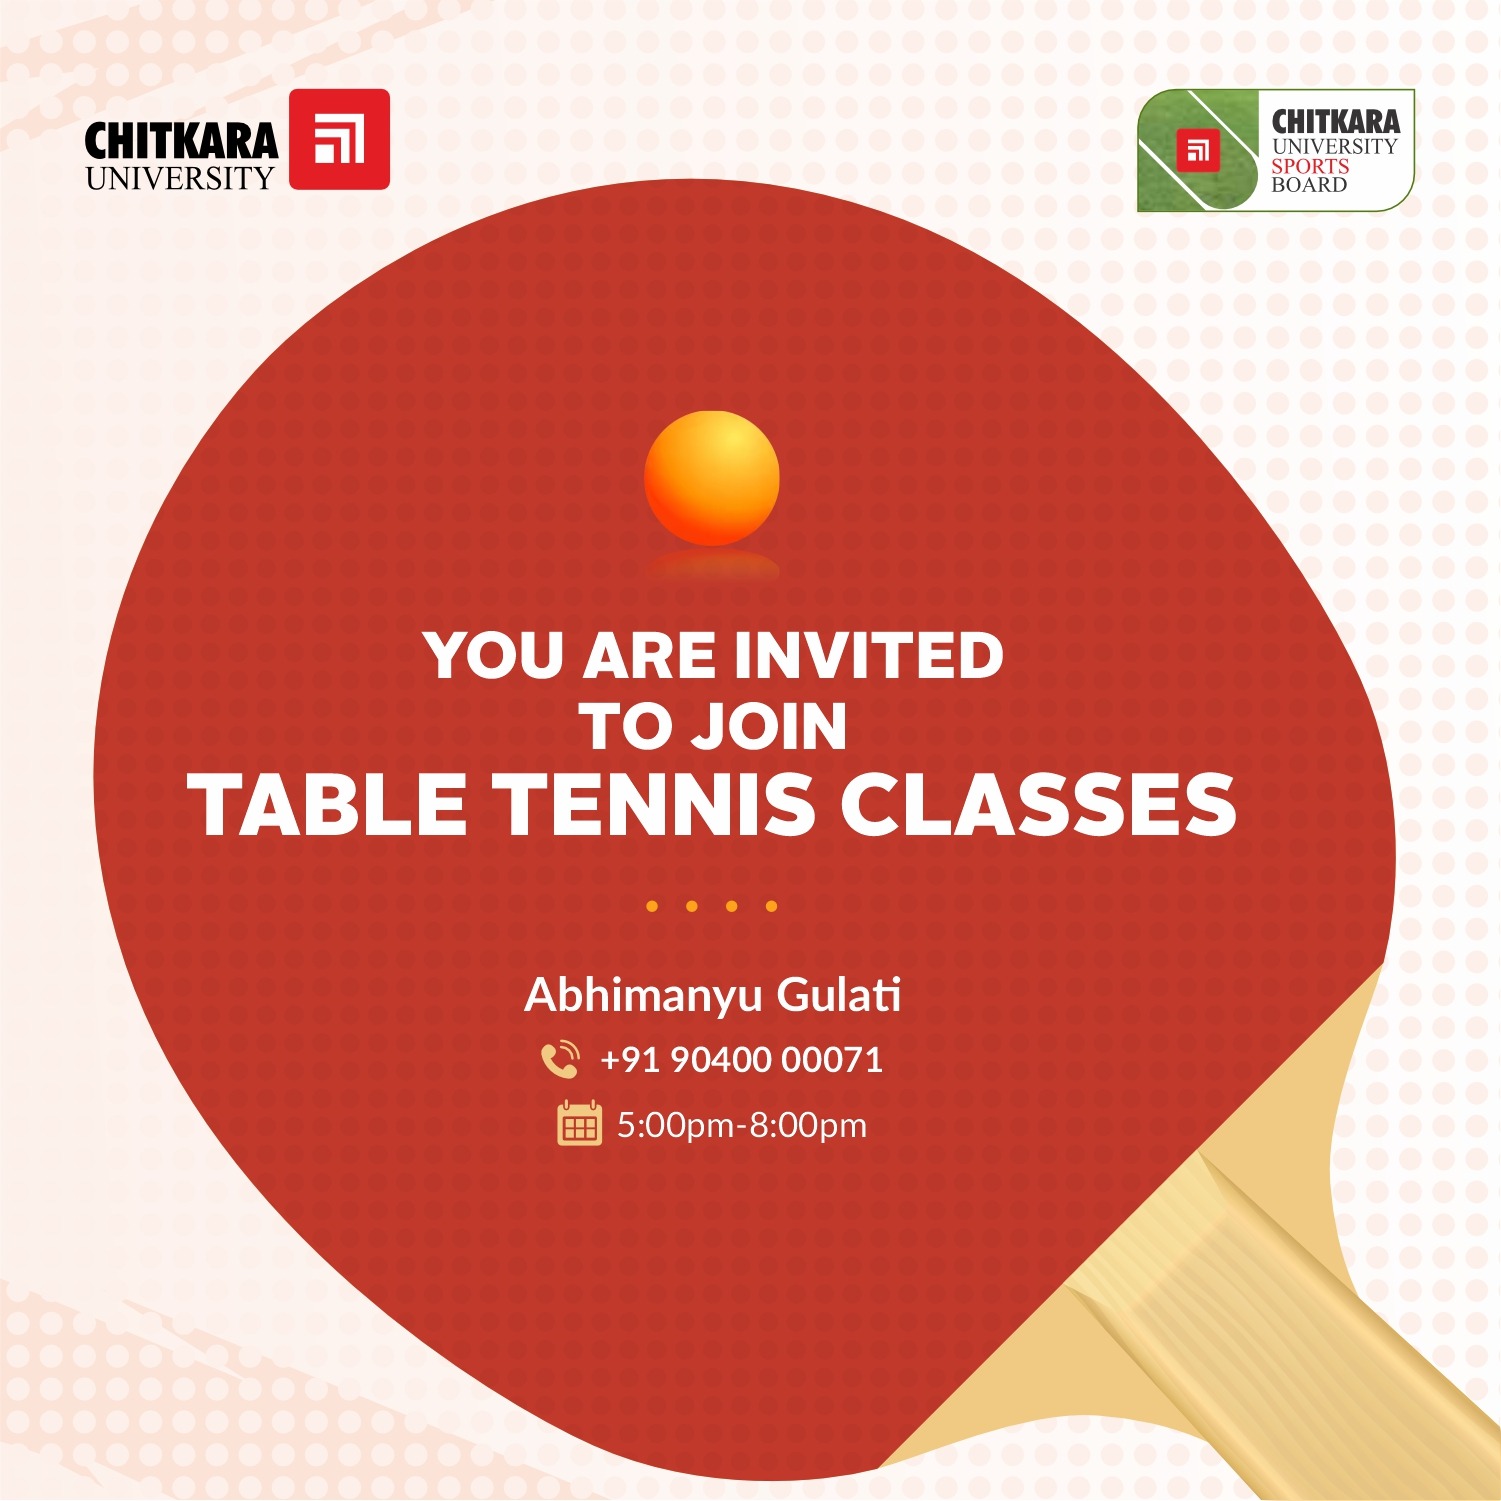 CHITKARA
UNIVERSITY
CHITKARA
UNIVERSITY
SPORTS
BOARD
YOU ARE INVITED
TO JOIN
TABLE TENNIS CLASSES
Abhimanyu Gulati
+91 90400 00071
5:00pm-8:00pm